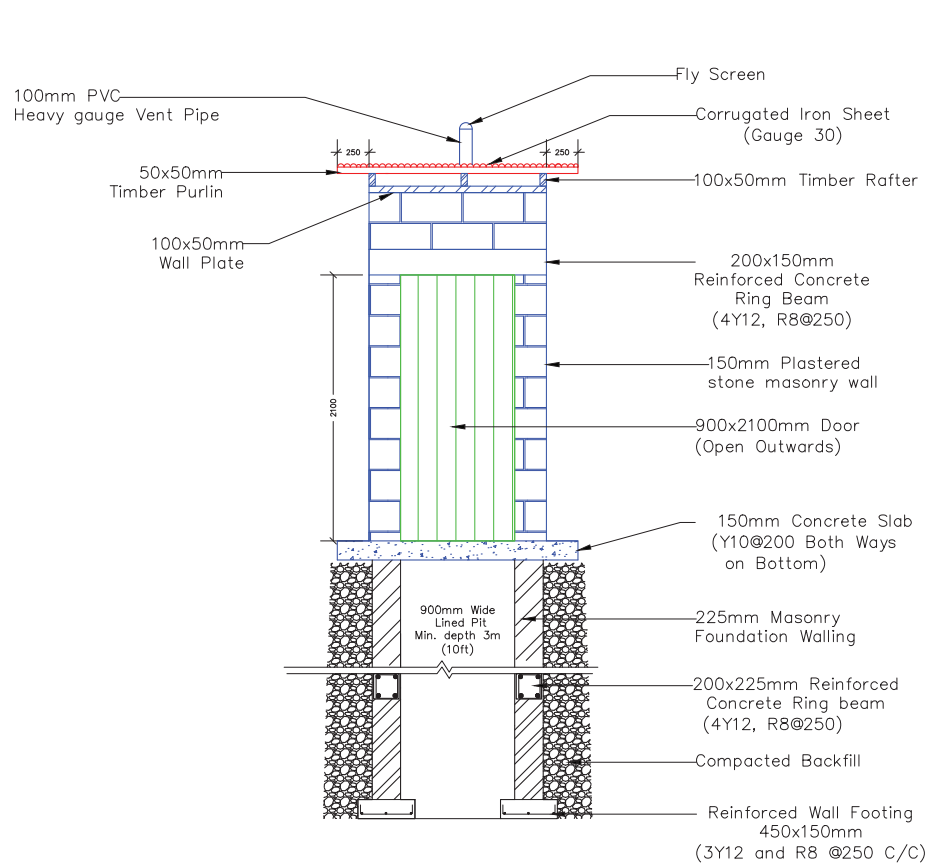 Fly Screen
100mm PVC
Heavy gauge Vent Pipe
Corrugated Iron Sheet
(Gauge 30)
250
250
50x50mm
Timber Purlin
100x50mm Timber Rafter
100x50mm
Wall Plate
200x150mm
Reinforced Concrete
Ring Beam
(4Y12, R8@250)
150mm Plastered
stone masonry wall
2100
900x2100mm Door
(Open Outwards)
150mm Concrete Slab
(Y10@200 Both Ways
on Bottom)
900mm Wide
Lined Pit
Min. depth 3m
(10ft)
225mm Masonry
Foundation Walling
200x225mm Reinforced
Concrete Ring beam
(4Y12, R8@250)
Compacted Backfill
Reinforced Wall Footing
450x150mm
(3Y12 and R8 @250 C/C)